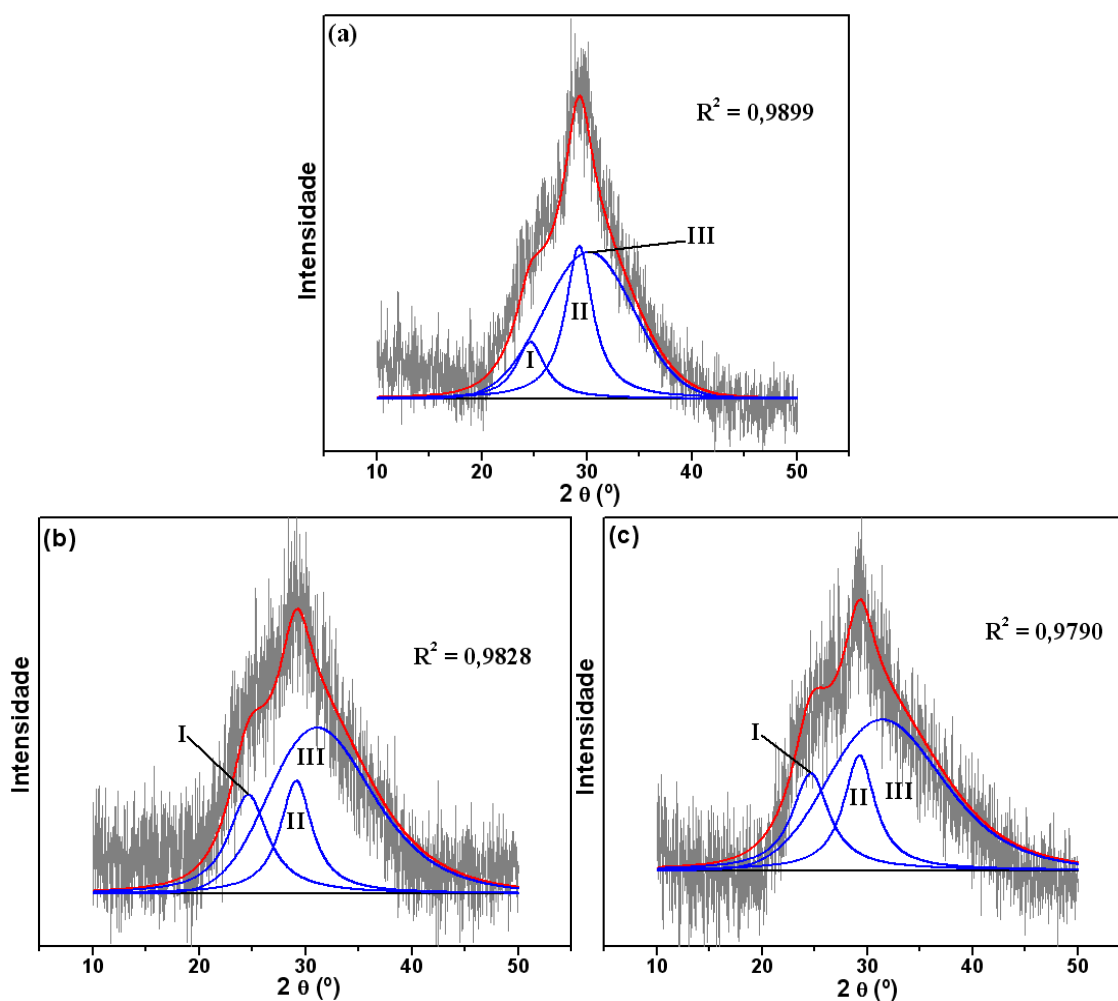 (a)
R² = 0,9899
III
II
I
Intensidade
10 20 30 40 50
2 θ (º)
(b)
R² = 0,9828
I
III
II
Intensidade
10 20 30 40 50
2 θ (º)
(c)
R² = 0,9790
I
II III
Intensidade
10 20 30 40 50
2 θ (º)